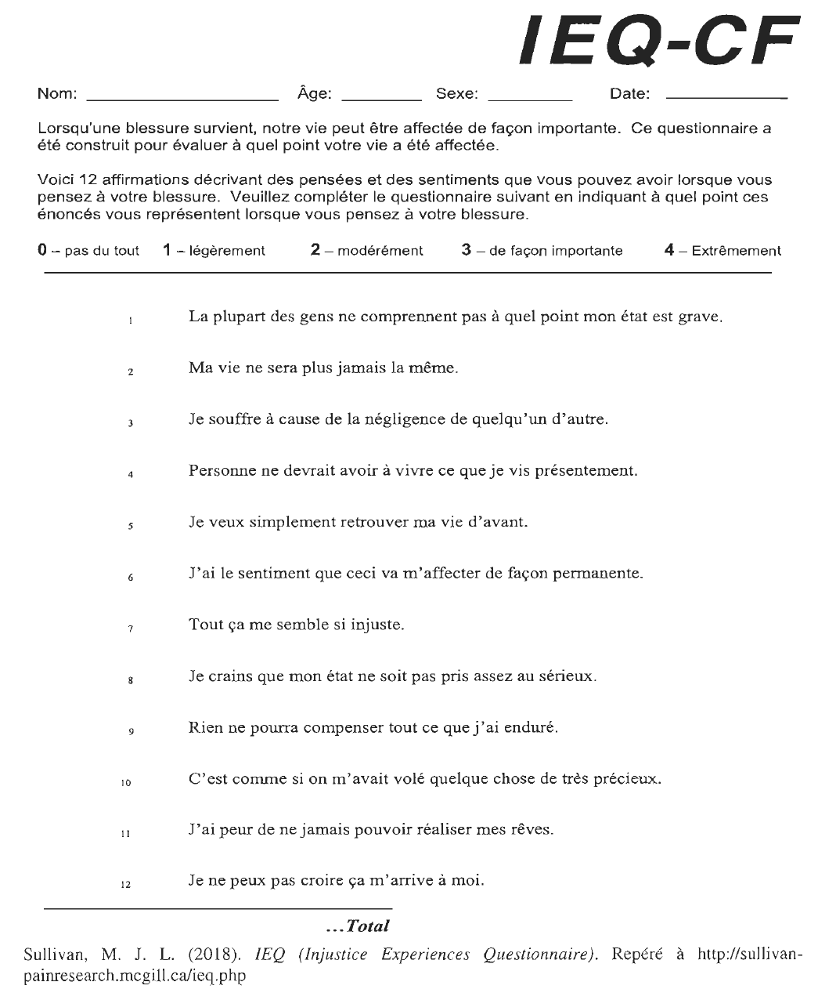 IEQ-CF
Nom: ____________________ Âge: _________ Sexe: _________ Date: _____________
Lorsqu'une blessure survient, notre vie peut être affectée de façon importante. Ce questionnaire a
été construit pour évaluer à quel point votre vie a été affectée.
Voici 12 affirmations décrivant des pensées et des sentiments que vous pouvez avoir lorsque vous
pensez à votre blessure. Veuillez compléter le questionnaire suivant en indiquant à quel point ces
énoncés vous représentent lorsque vous pensez à votre blessure.
0 – pas du tout 1 – légèrement 2 – modérément 3 – de façon importante 4 – Extrêmement
1 La plupart des gens ne comprennent pas à quel point mon état est grave.
2 Ma vie ne sera plus jamais la même.
3 Je souffre à cause de la négligence de quelqu'un d'autre.
4 Personne ne devrait avoir à vivre ce que je vis présentement.
5 Je veux simplement retrouver ma vie d'avant.
6 J'ai le sentiment que ceci va m'affecter de façon permanente.
7 Tout ça me semble si injuste.
8 Je crains que mon état ne soit pas pris assez au sérieux.
9 Rien ne pourra compenser tout ce que j'ai enduré.
10 C'est comme si on m'avait volé quelque chose de très précieux.
11 J'ai peur de ne jamais pouvoir réaliser mes rêves.
12 Je ne peux pas croire ça m'arrive à moi.
...Total
Sullivan, M. J. L. (2018). IEQ (Injustice Experiences Questionnaire). Repéré à http://sullivan-
painresearch.mcgill.ca/ieq.php